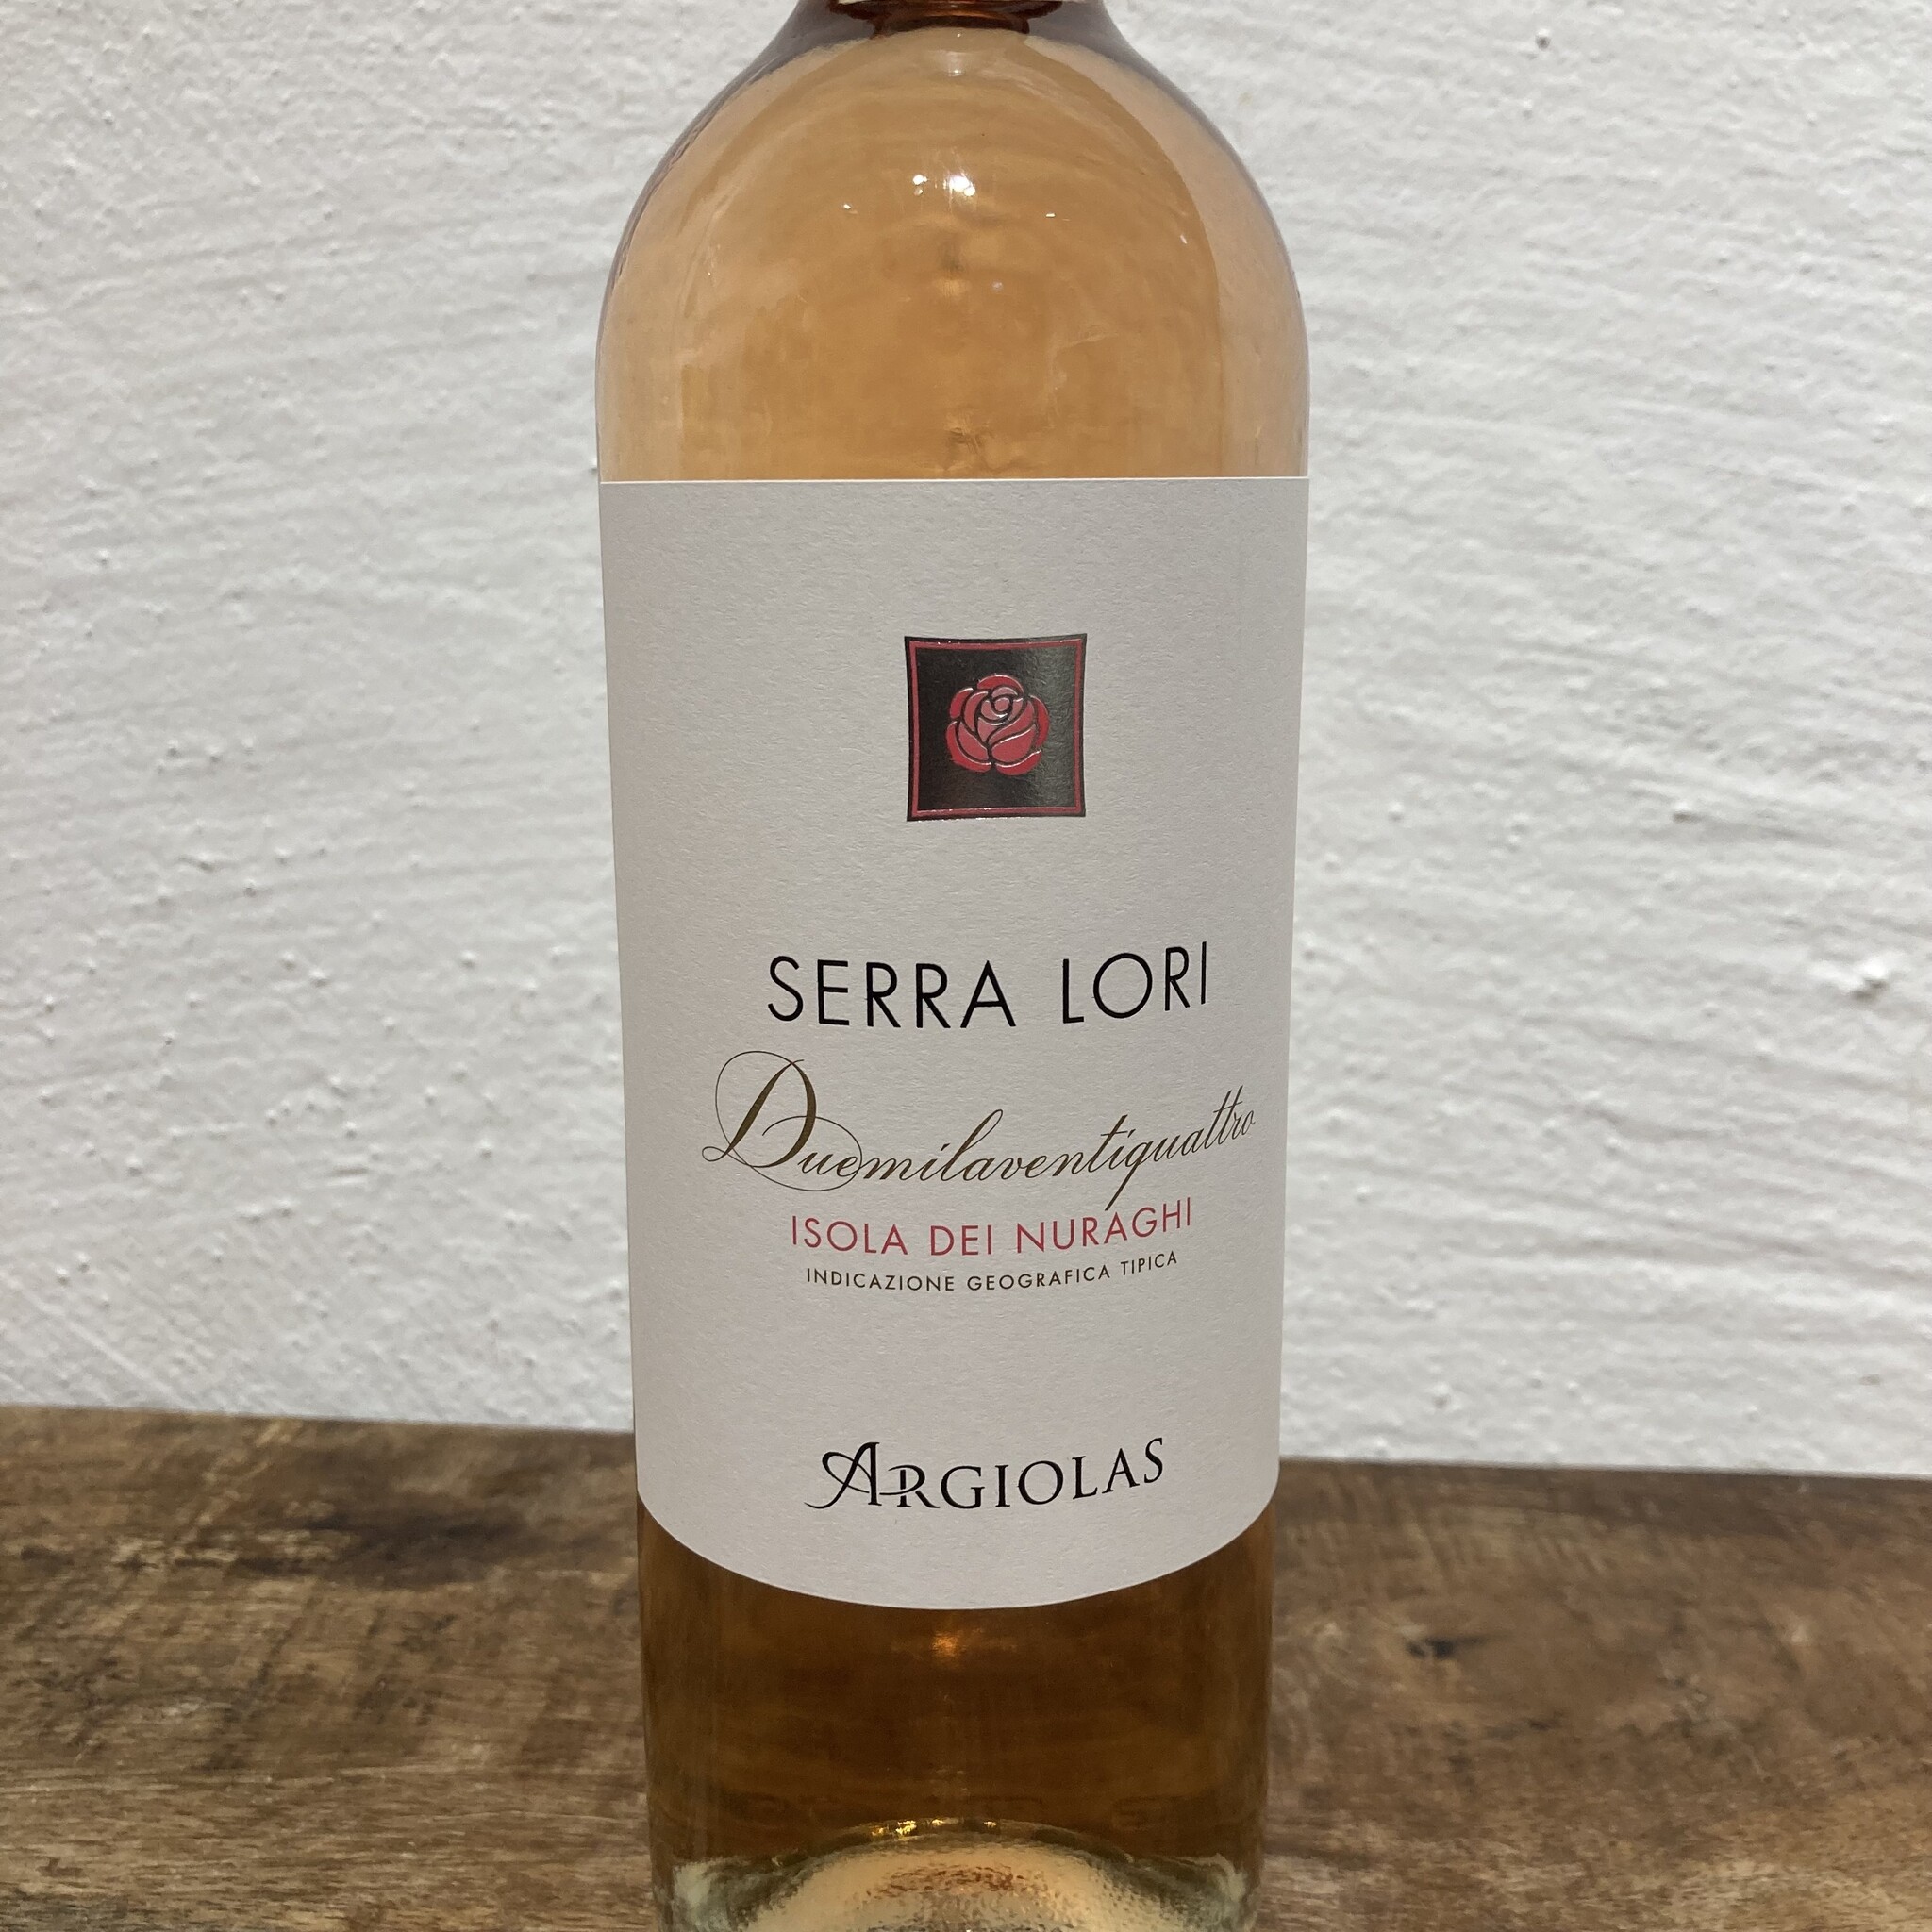 SERRA LORI
Duemilaventiquattro
ISOLA DEI NURAGHI
INDICAZIONE GEOGRAFICA TIPICA
ARGIOLAS